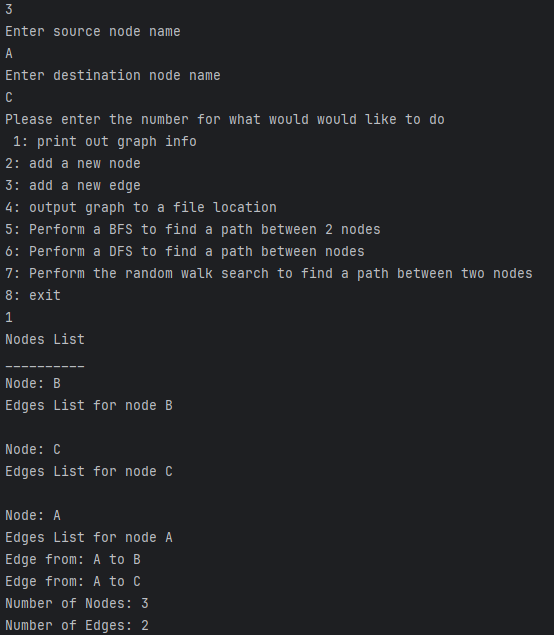 3
Enter source node name
A
Enter destination node name
C
Please enter the number for what would would like to do
 1: print out graph info
2: add a new node
3: add a new edge
4: output graph to a file location
5: Perform a BFS to find a path between 2 nodes
6: Perform a DFS to find a path between nodes
7: Perform the random walk search to find a path between two nodes
8: exit
1
Nodes List
__________
Node: B
Edges List for node B

Node: C
Edges List for node C

Node: A
Edges List for node A
Edge from: A to B
Edge from: A to C
Number of Nodes: 3
Number of Edges: 2